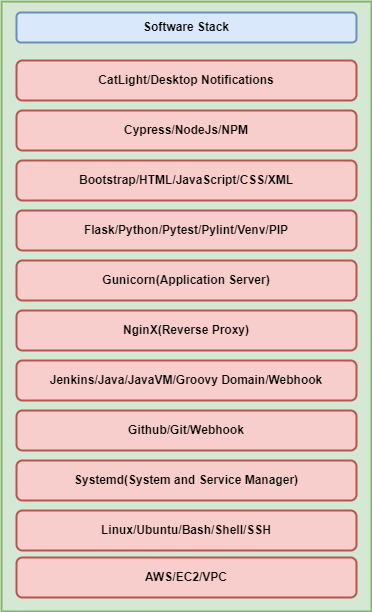 Software Stack
CatLight/Desktop Notifications
Cypress/NodeJs/NPM
Bootstrap/HTML/JavaScript/CSS/XML
Flask/Python/Pytest/Pylint/Venv/PIP
Gunicorn(Application Server)
NginX(Reverse Proxy)
Jenkins/Java/JavaVM/Groovy Domain/Webhook
Github/Git/Webhook
Systemd(System and Service Manager)
Linux/Ubuntu/Bash/Shell/SSH
AWS/EC2/VPC